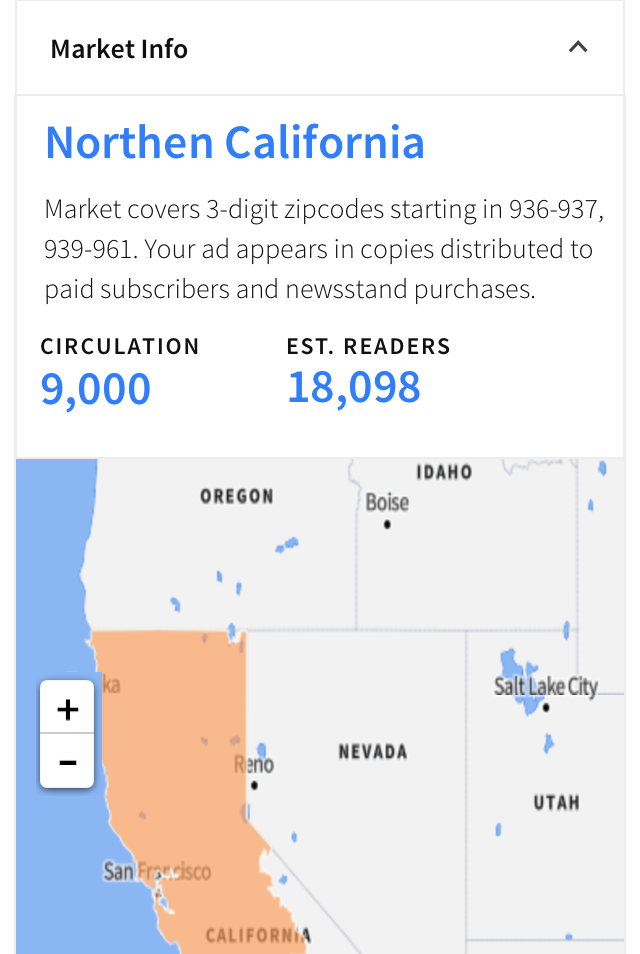 Market Info
Northen California
Market covers 3-digit zipcodes starting in 936-937,
939-961. Your ad appears in copies distributed to
paid subscribers and newsstand purchases.
CIRCULATION EST. READERS
9,000 18,098
IDAHO
OREGON
Boise
ka
+
Salt Lake City
−
NEVADA
Reno
UTAH
San Francisco
CALIFORNIA